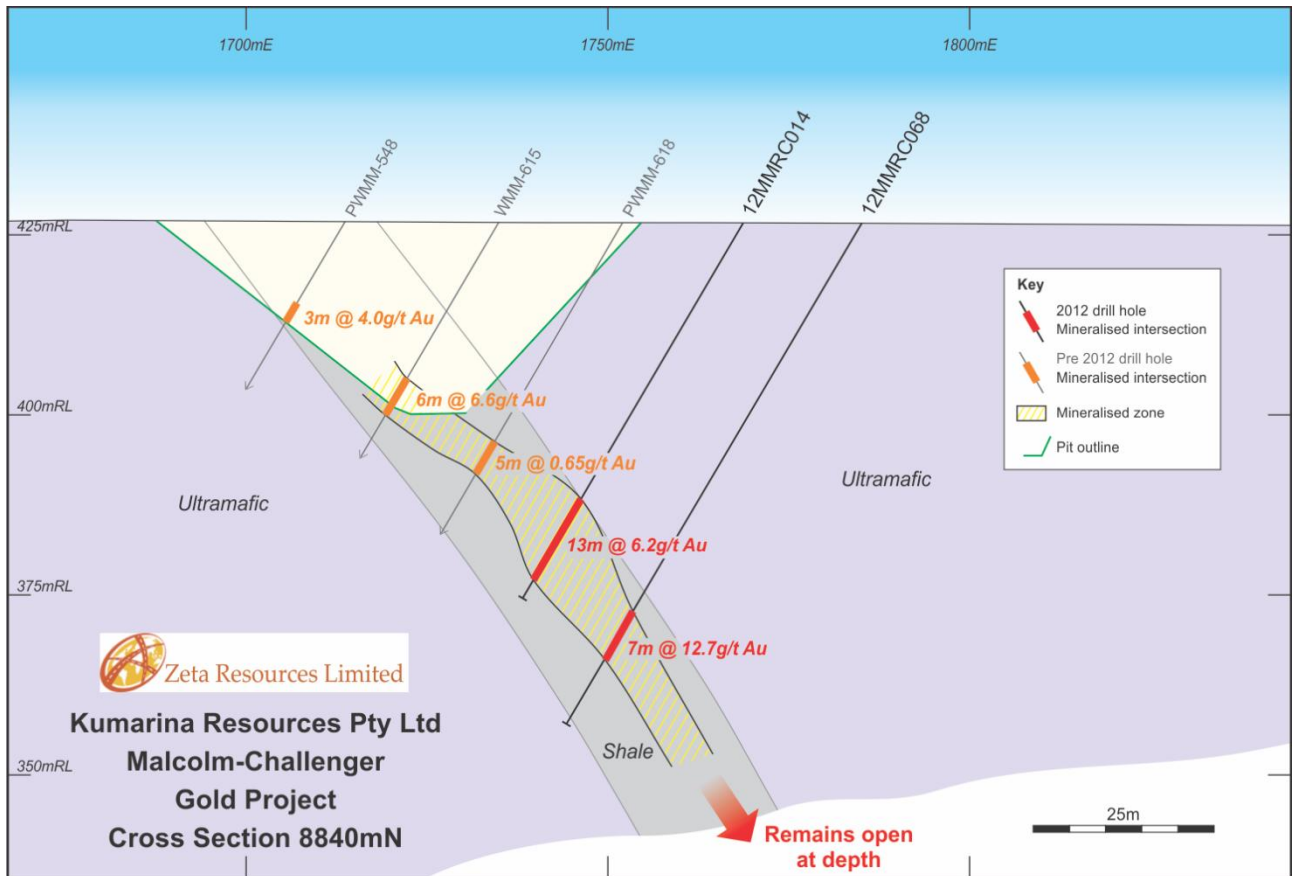 1700mE
1750mE
1800mE
PWMM-548
WMM-615
PWMM-618
12MMRC014
12MMRC068
425mRL
400mRL
375mRL
350mRL
3m @ 4.0g/t Au
6m @ 6.6g/t Au
5m @ 0.65g/t Au
13m @ 6.2g/t Au
7m @ 12.7g/t Au
Ultramafic
Ultramafic
Shale
Key
2012 drill hole
Mineralised intersection
Pre 2012 drill hole
Mineralised intersection
Mineralised zone
Pit outline
Zeta Resources Limited
Kumarina Resources Pty Ltd
Malcolm-Challenger
Gold Project
Cross Section 8840mN
Remains open
at depth
25m